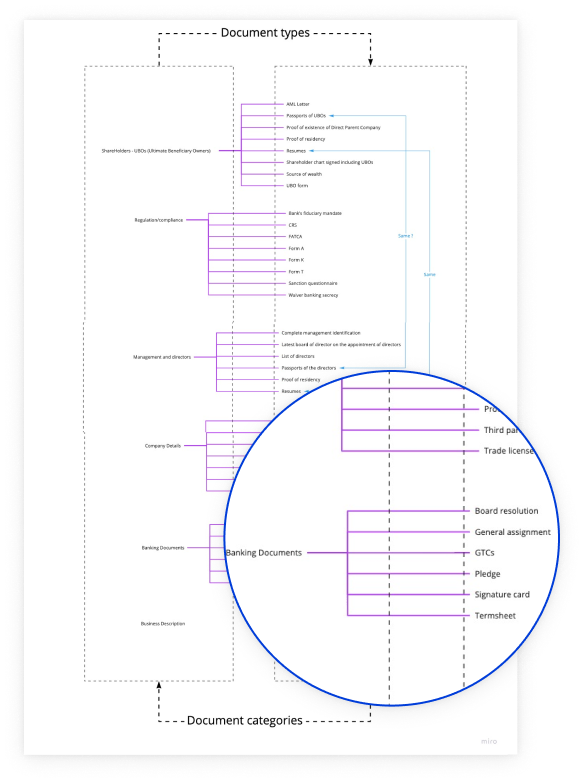 Document types
AML Letter
Passports of UBOs
Proof of existence of Direct Parent Company
Proof of residency
Shareholders - UBOs (Ultimate Beneficiary Owners)
Resumes
Shareholder chart signed including UBOs
Source of wealth
UBO form
Regulation/compliance
Bank's fiduciary mandate
CRS
FATCA
Form A
Form K
Form T
Sanction questionnaire
Waiver banking secrecy
Same !
Same
Management and directors
Complete management identification
Latest board of director on the appointment of directors
List of directors
Passports of the directors
Proof of residency
Resumes
Company Details
Third
Trade license
Banking Documents
Banking Documents
Board resolution
General assignment
GTCs
Pledge
Signature card
Termsheet
Business Description
Document categories
miro